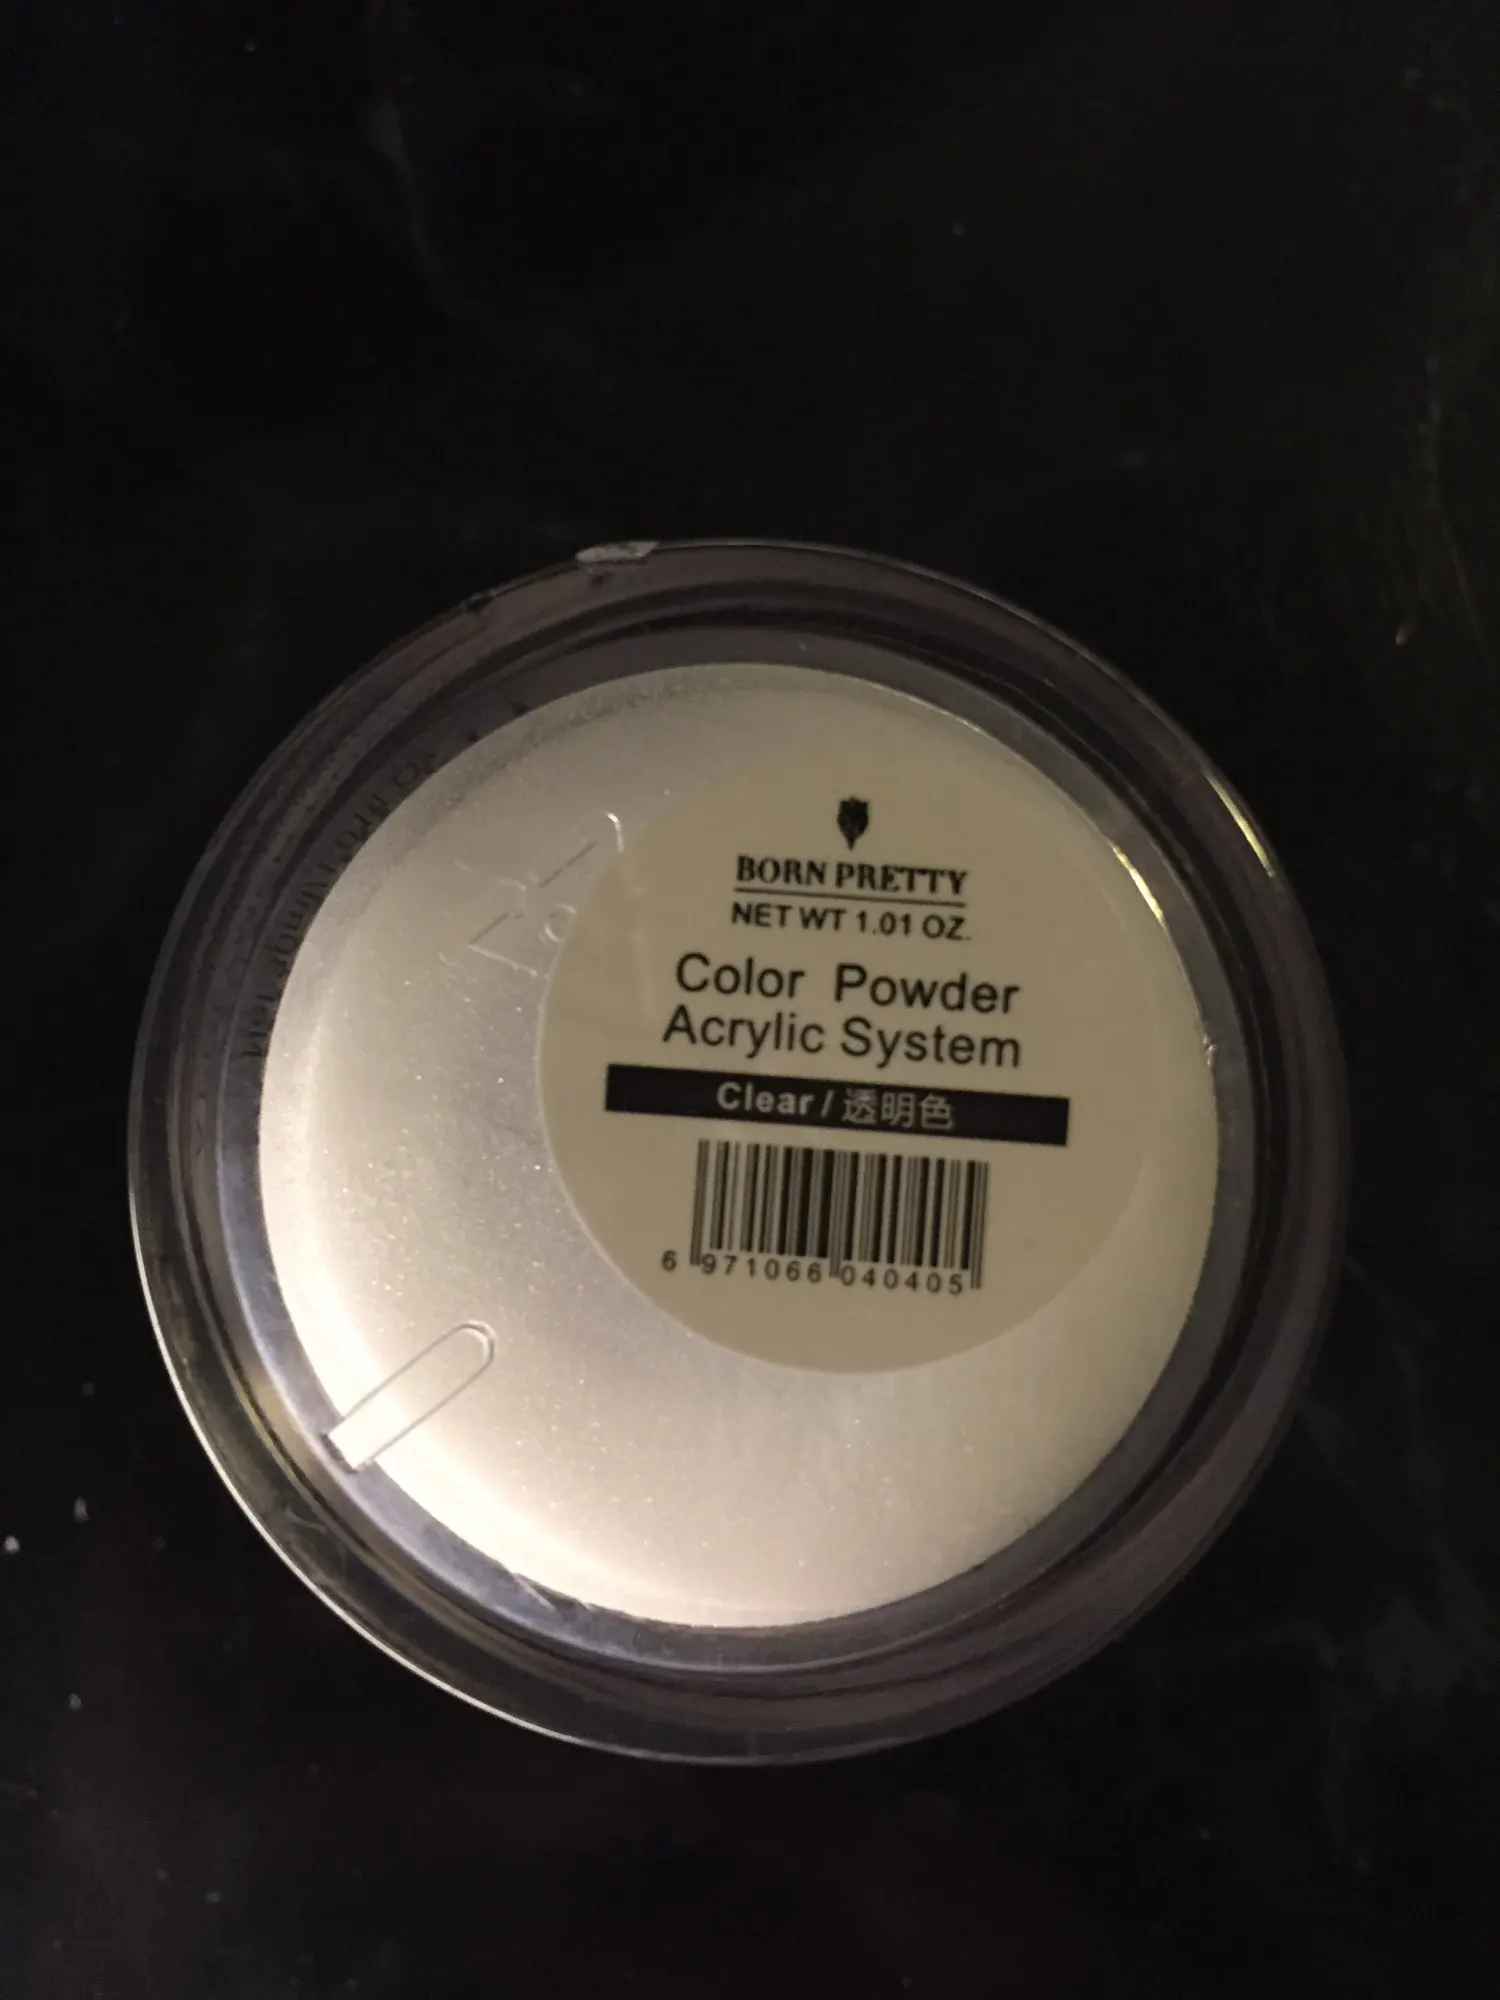 BORN PRETTY
NET WT 1.01 OZ.
Color Powder
Acrylic System
Clear / 透明色
6 971066 040405